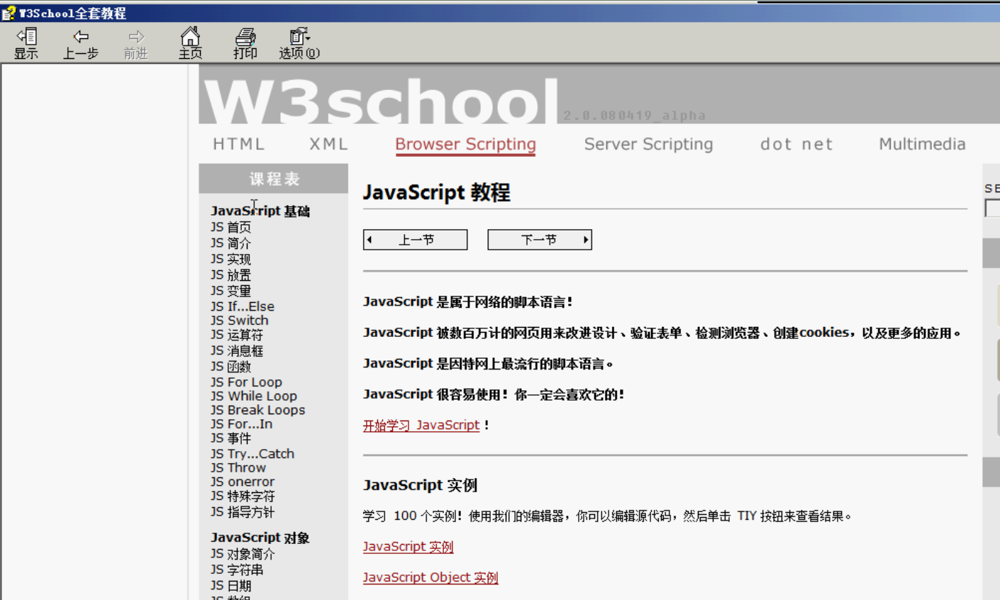 W3School全套教程
显示 上一步 前进 主页 打印 选项(O)
W3school 2.0.080419_alpha
HTML XML Browser Scripting Server Scripting dot net Multimedia
课程表
JavaScript 基础
JS 首页
JS 简介
JS 实现
JS 放置
JS 变量
JS If...Else
JS Switch
JS 运算符
JS 消息框
JS 函数
JS For Loop
JS While Loop
JS Break Loops
JS For...In
JS 事件
JS Try...Catch
JS Throw
JS onerror
JS 特殊字符
JS 指导方针
JavaScript 对象
JS 对象简介
JS 字符串
JS 日期
JavaScript 教程
上一节 下一节
JavaScript 是属于网络的脚本语言！
JavaScript 被数百万计的网页用来改进设计、验证表单、检测浏览器、创建cookies，以及更多的应用。
JavaScript 是因特网上最流行的脚本语言。
JavaScript 很容易使用！你一定会喜欢它的！
开始学习 JavaScript！
JavaScript 实例
学习 100 个实例！使用我们的编辑器，你可以编辑源代码，然后单击 TIY 按钮来查看结果。
JavaScript 实例
JavaScript Object 实例
SE